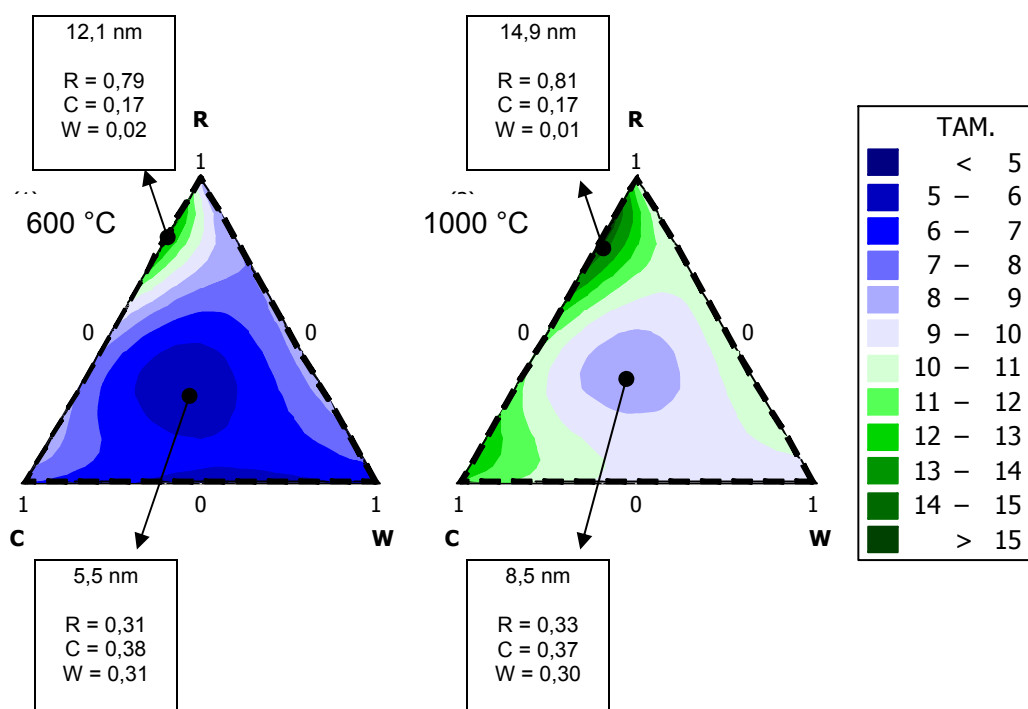 12,1 nm
R = 0,79
C = 0,17
W = 0,02
14,9 nm
R = 0,81
C = 0,17
W = 0,01
R
1
600 °C
0
0
1
0
1
C
W
R
1
1000 °C
0
0
1
0
1
C
W
5,5 nm
R = 0,31
C = 0,38
W = 0,31
8,5 nm
R = 0,33
C = 0,37
W = 0,30
TAM.
< 5
5 – 6
6 – 7
7 – 8
8 – 9
9 – 10
10 – 11
11 – 12
12 – 13
13 – 14
14 – 15
> 15